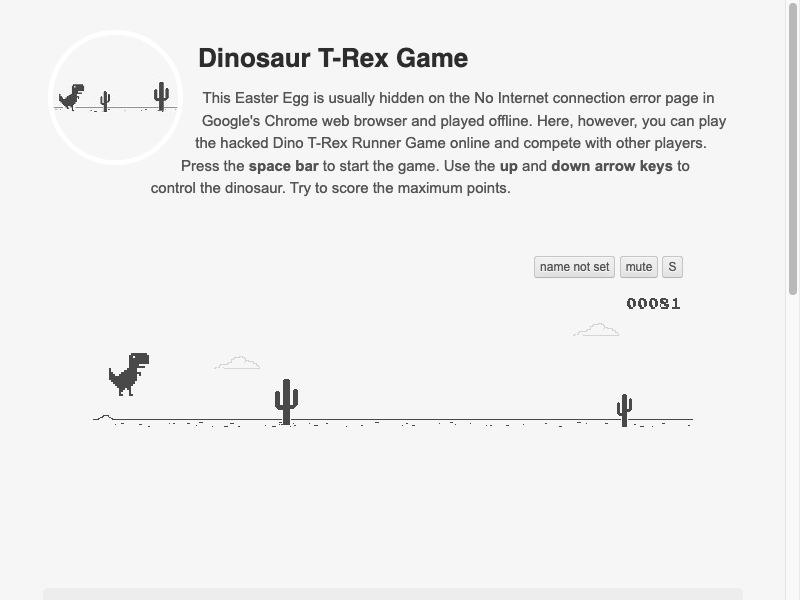 Dinosaur T-Rex Game
This Easter Egg is usually hidden on the No Internet connection error page in
Google's Chrome web browser and played offline. Here, however, you can play
the hacked Dino T-Rex Runner Game online and compete with other players.
Press the space bar to start the game. Use the up and down arrow keys to
control the dinosaur. Try to score the maximum points.
name not set mute S
00081